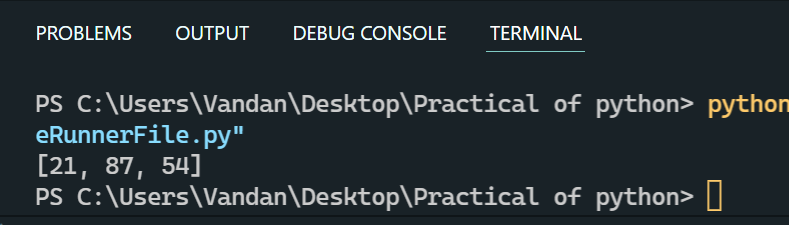 PROBLEMS OUTPUT DEBUG CONSOLE TERMINAL
PS C:\Users\Vandan\Desktop\Practical of python> python
eRunnerFile.py"
[21, 87, 54]
PS C:\Users\Vandan\Desktop\Practical of python>